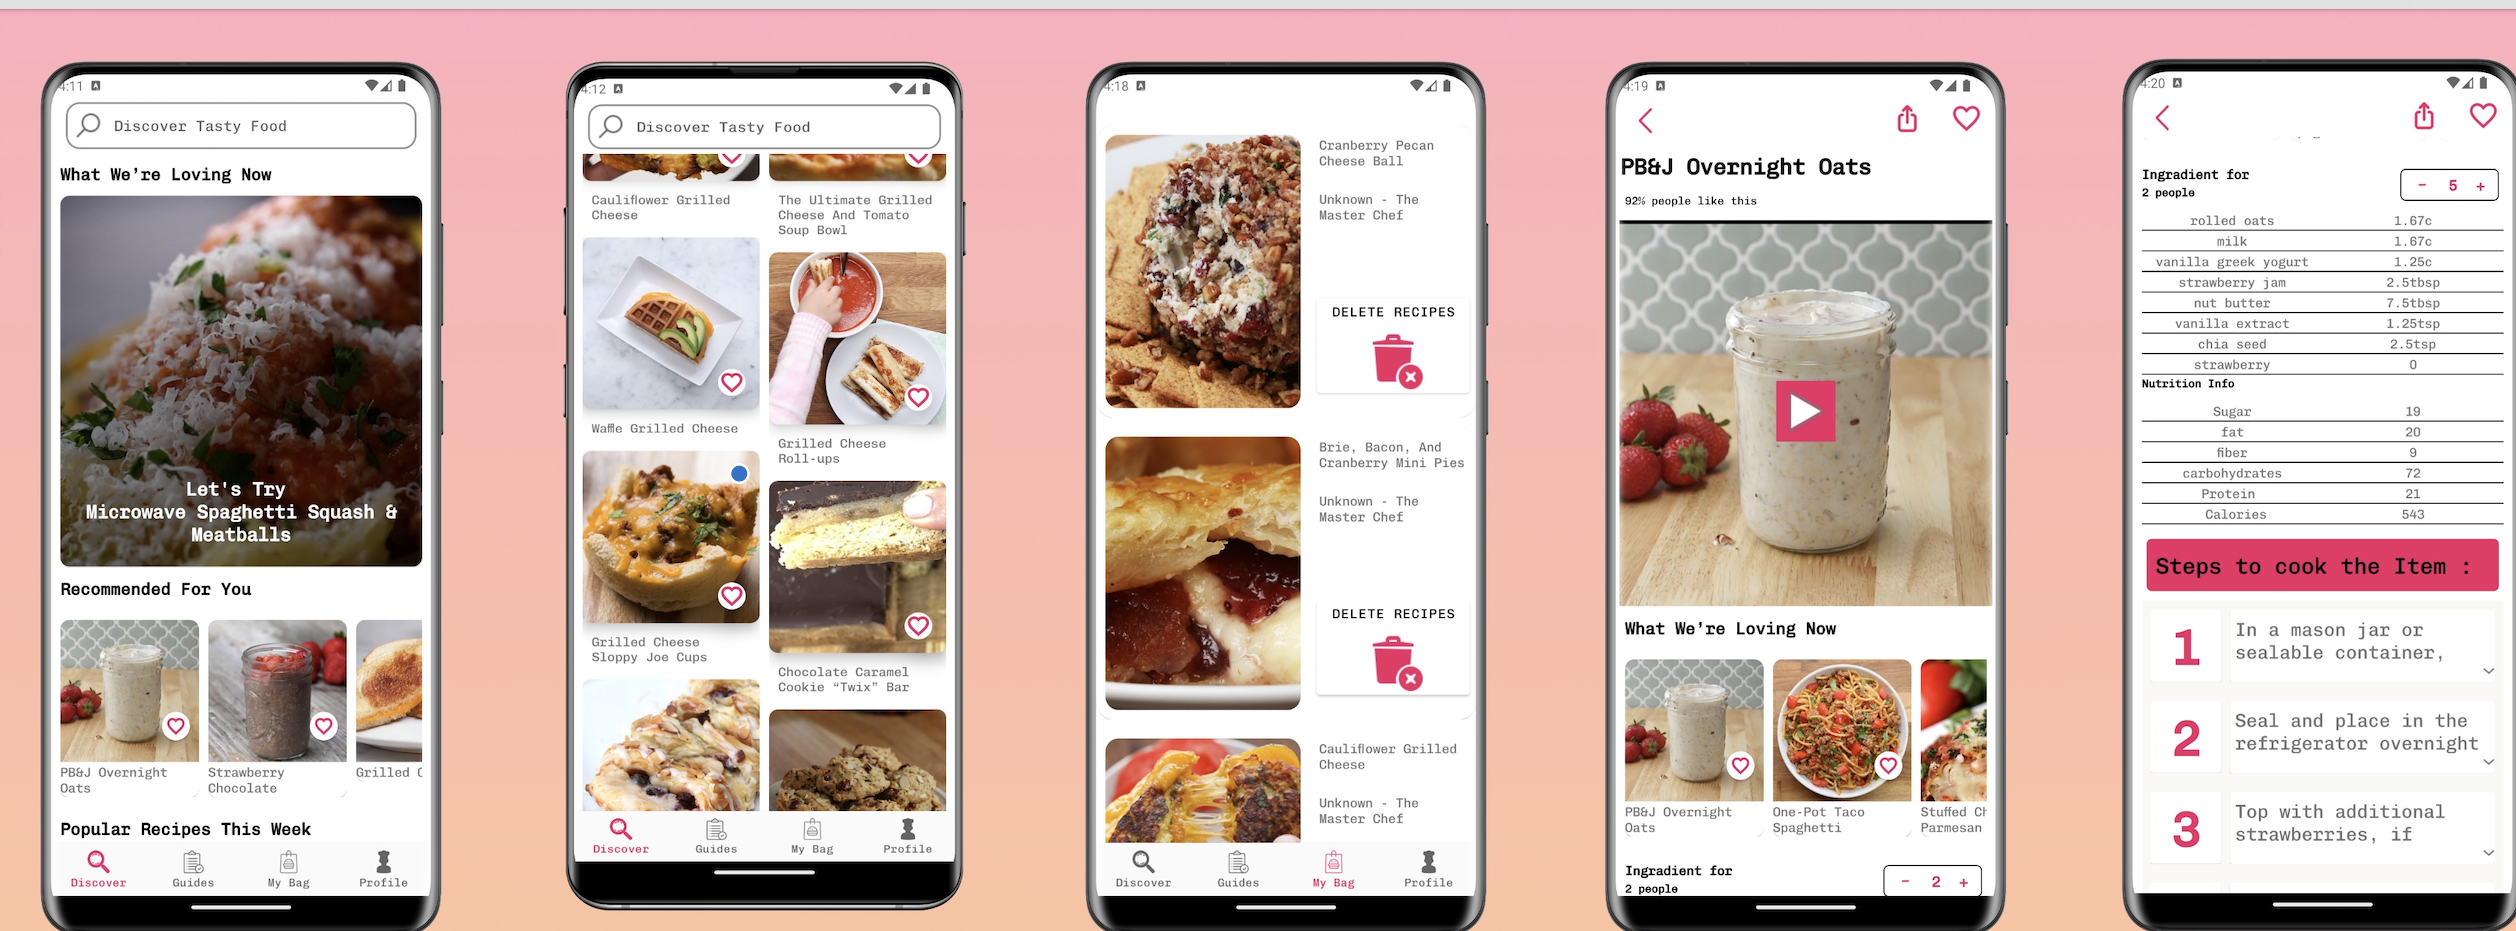 4:11
Discover Tasty Food
What We're Loving Now
Let's Try
Microwave Spaghetti Squash &
Meatballs
Recommended For You
PB&J Overnight
Oats
Strawberry
Chocolate
Grilled
Popular Recipes This Week
Discover
Guides
My Bag
Profile
4:12
Discover Tasty Food
Cauliflower Grilled
Cheese
The Ultimate Grilled
Cheese And Tomato
Soup Bowl
Waffle Grilled Cheese
Grilled Cheese
Roll-ups
Grilled Cheese
Sloppy Joe Cups
Chocolate Caramel
Cookie “Twix” Bar
Discover
Guides
My Bag
Profile
4:18
Cranberry Pecan
Cheese Ball
Unknown - The
Master Chef
DELETE RECIPES
Brie, Bacon, And
Cranberry Mini Pies
Unknown - The
Master Chef
DELETE RECIPES
Cauliflower Grilled
Cheese
Unknown - The
Master Chef
Discover
Guides
My Bag
Profile
4:19
PB&J Overnight Oats
92% people like this
What We're Loving Now
PB&J Overnight
Oats
One-Pot Taco
Spaghetti
Stuffed Ch
Parmesan
Ingredient for
2 people
- 2 +
4:20
Ingredient for
2 people
- 5 +
rolled oats 1.67c
milk 1.67c
vanilla greek yogurt 1.25c
strawberry jam 2.5tbsp
nut butter 7.5tbsp
vanilla extract 1.25tsp
chia seed 2.5tsp
strawberry 0
Nutrition Info
Sugar 19
fat 20
fiber 9
carbohydrates 72
Protein 21
Calories 543
Steps to cook the Item :
1 In a mason jar or
sealable container,
2 Seal and place in the
refrigerator overnight
3 Top with additional
strawberries, if